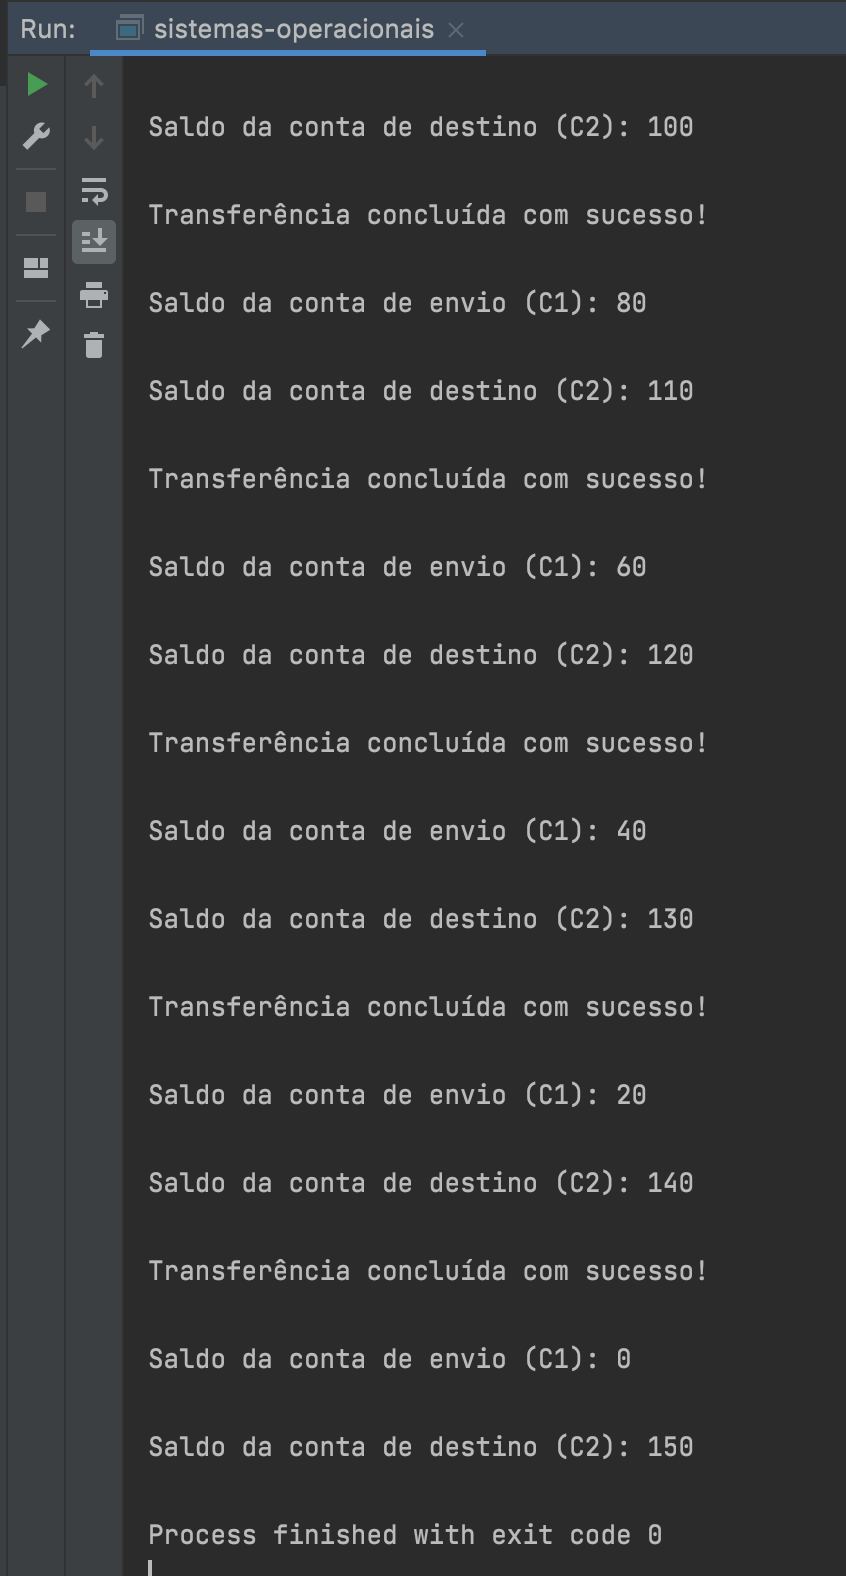 Run: sistemas-operacionais
Saldo da conta de destino (C2): 100
Transferência concluída com sucesso!
Saldo da conta de envio (C1): 80
Saldo da conta de destino (C2): 110
Transferência concluída com sucesso!
Saldo da conta de envio (C1): 60
Saldo da conta de destino (C2): 120
Transferência concluída com sucesso!
Saldo da conta de envio (C1): 40
Saldo da conta de destino (C2): 130
Transferência concluída com sucesso!
Saldo da conta de envio (C1): 20
Saldo da conta de destino (C2): 140
Transferência concluída com sucesso!
Saldo da conta de envio (C1): 0
Saldo da conta de destino (C2): 150
Process finished with exit code 0